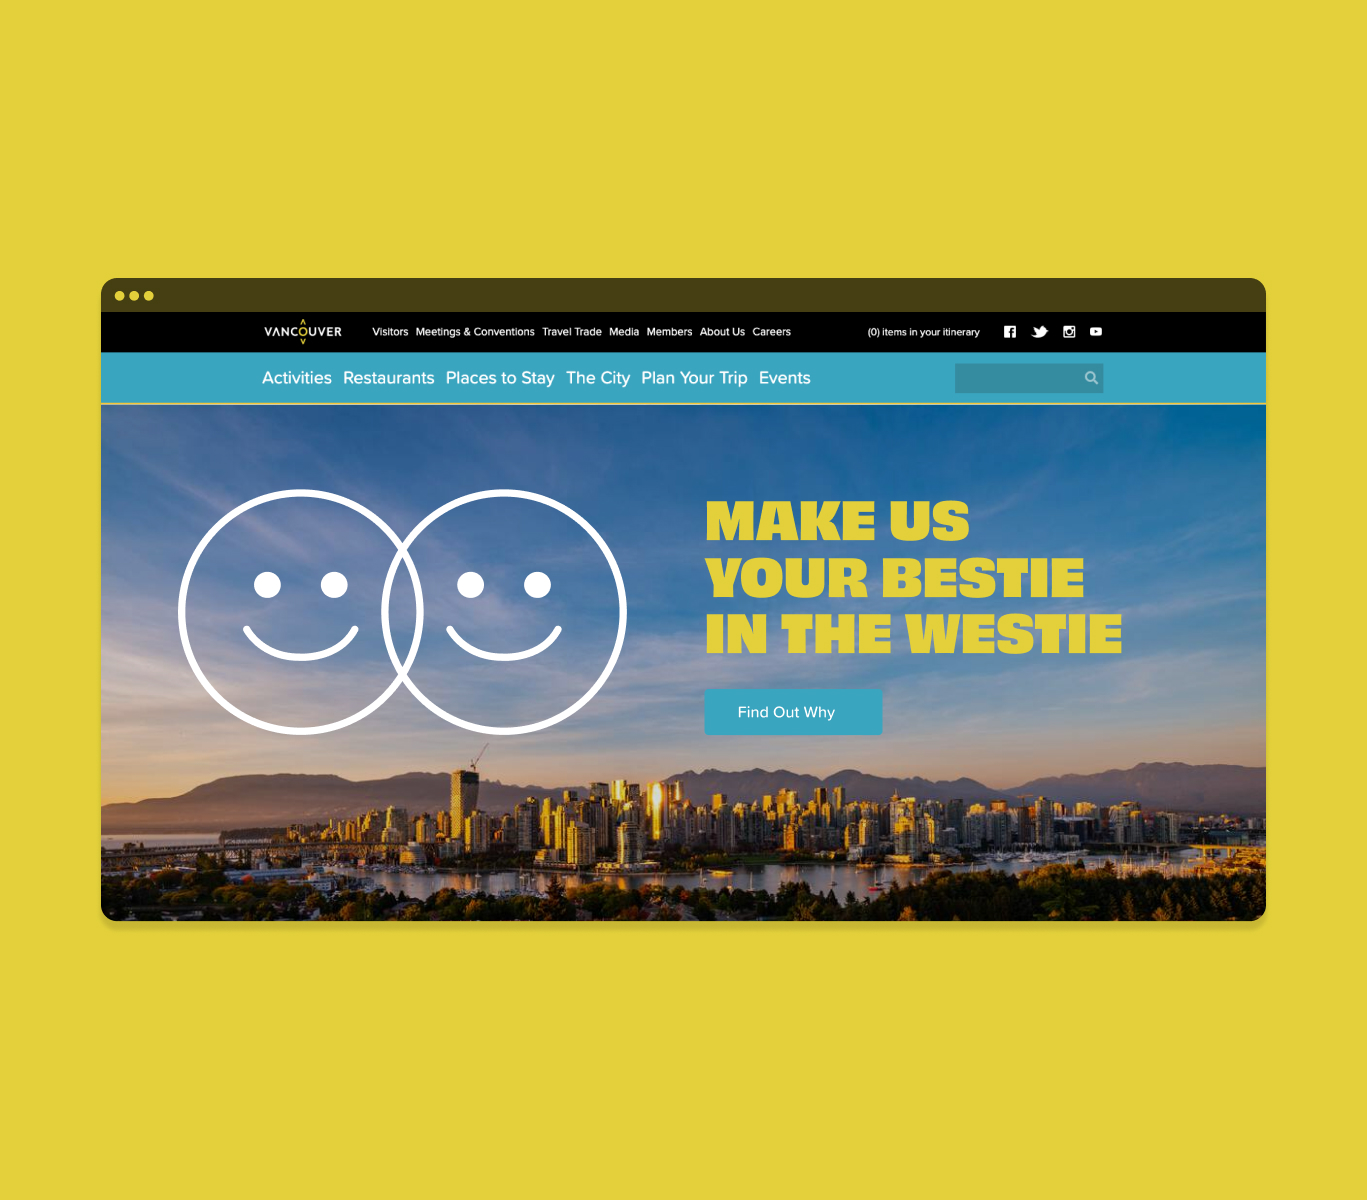 VANCOUVER Visitors Meetings & Conventions Travel Trade Media Members About Us Careers (0) items in your itinerary
Activities Restaurants Places to Stay The City Plan Your Trip Events
MAKE US
YOUR BESTIE
IN THE WESTIE
Find Out Why